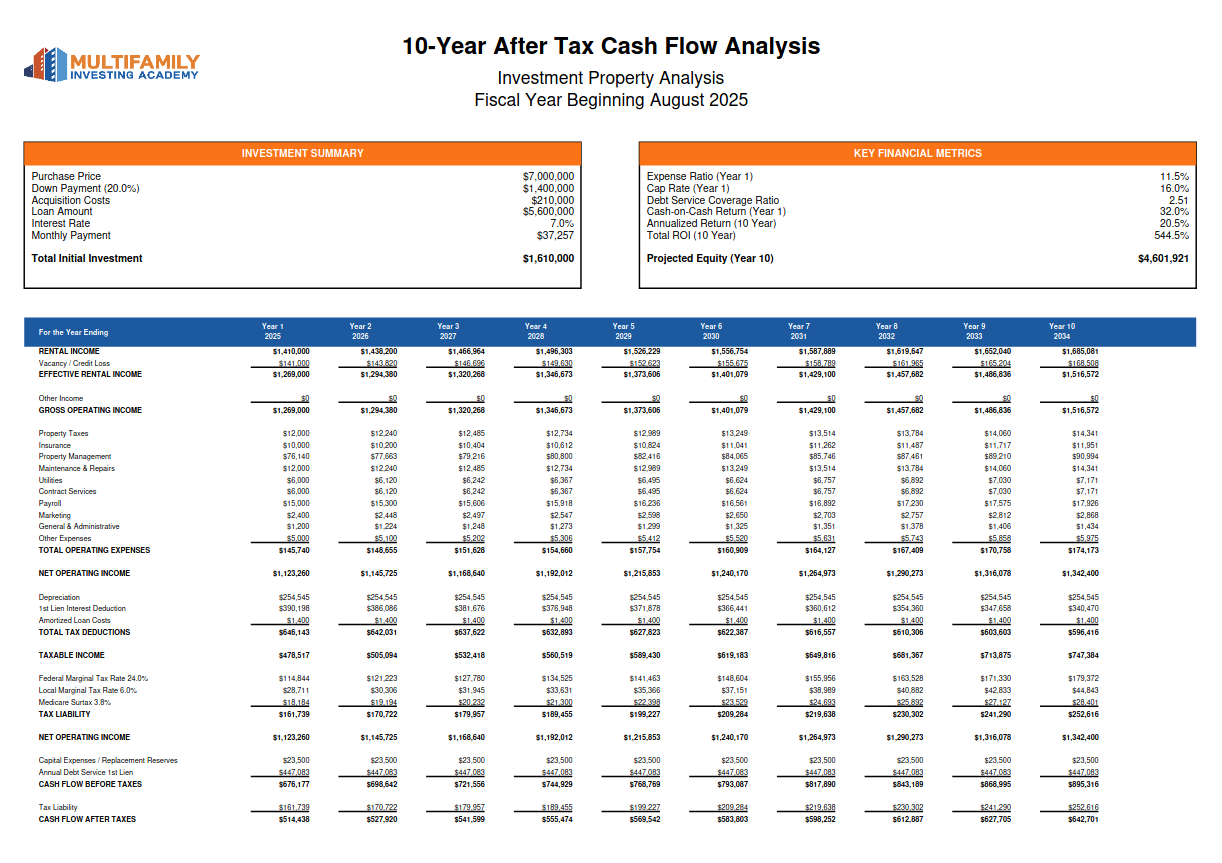 MULTIFAMILY
INVESTING ACADEMY
10-Year After Tax Cash Flow Analysis
Investment Property Analysis
Fiscal Year Beginning August 2025
INVESTMENT SUMMARY
Purchase Price $7,000,000
Down Payment (20.0%) $1,400,000
Acquisition Costs $210,000
Loan Amount $5,600,000
Interest Rate 7.0%
Monthly Payment $37,257
Total Initial Investment $1,610,000
KEY FINANCIAL METRICS
Expense Ratio (Year 1) 11.5%
Cap Rate (Year 1) 16.0%
Debt Service Coverage Ratio 2.51
Cash-on-Cash Return (Year 1) 32.0%
Annualized Return (10 Year) 20.5%
Total ROI (10 Year) 544.5%
Projected Equity (Year 10) $4,601,921
For the Year Ending Year 1 2025 Year 2 2026 Year 3 2027 Year 4 2028 Year 5 2029 Year 6 2030 Year 7 2031 Year 8 2032 Year 9 2033 Year 10 2034
RENTAL INCOME $1,410,000 $1,438,200 $1,466,964 $1,496,303 $1,526,229 $1,556,754 $1,587,889 $1,619,647 $1,652,040 $1,685,081
Vacancy / Credit Loss $141,000 $143,820 $146,696 $149,630 $152,623 $155,675 $158,789 $161,965 $165,204 $168,508
EFFECTIVE RENTAL INCOME $1,269,000 $1,294,380 $1,320,268 $1,346,673 $1,373,606 $1,401,079 $1,429,100 $1,457,682 $1,486,836 $1,516,572
Other Income $0 $0 $0 $0 $0 $0 $0 $0 $0 $0
GROSS OPERATING INCOME $1,269,000 $1,294,380 $1,320,268 $1,346,673 $1,373,606 $1,401,079 $1,429,100 $1,457,682 $1,486,836 $1,516,572
Property Taxes $12,000 $12,240 $12,485 $12,734 $12,989 $13,249 $13,514 $13,784 $14,060 $14,341
Insurance $10,000 $10,200 $10,404 $10,612 $10,824 $11,041 $11,262 $11,487 $11,717 $11,951
Property Management $76,140 $77,663 $79,216 $80,800 $82,416 $84,065 $85,746 $87,461 $89,210 $90,994
Maintenance & Repairs $12,000 $12,240 $12,485 $12,734 $12,989 $13,249 $13,514 $13,784 $14,060 $14,341
Utilities $6,000 $6,120 $6,242 $6,367 $6,495 $6,624 $6,757 $6,892 $7,030 $7,171
Contract Services $6,000 $6,120 $6,242 $6,367 $6,495 $6,624 $6,757 $6,892 $7,030 $7,171
Payroll $15,000 $15,300 $15,606 $15,918 $16,236 $16,561 $16,892 $17,230 $17,575 $17,926
Marketing $2,400 $2,448 $2,497 $2,547 $2,598 $2,650 $2,703 $2,757 $2,812 $2,868
General & Administrative $1,200 $1,224 $1,248 $1,273 $1,299 $1,325 $1,351 $1,378 $1,406 $1,434
Other Expenses $5,000 $5,100 $5,202 $5,306 $5,412 $5,520 $5,631 $5,743 $5,858 $5,975
TOTAL OPERATING EXPENSES $145,740 $148,655 $151,628 $154,660 $157,754 $160,909 $164,127 $167,409 $170,758 $174,173
NET OPERATING INCOME $1,123,260 $1,145,725 $1,168,640 $1,192,012 $1,215,853 $1,240,170 $1,264,973 $1,290,273 $1,316,078 $1,342,400
Depreciation $254,545 $254,545 $254,545 $254,545 $254,545 $254,545 $254,545 $254,545 $254,545 $254,545
1st Lien Interest Deduction $390,198 $386,086 $381,676 $376,948 $371,878 $366,441 $360,612 $354,360 $347,658 $340,470
Amortized Loan Costs $1,400 $1,400 $1,400 $1,400 $1,400 $1,400 $1,400 $1,400 $1,400 $1,400
TOTAL TAX DEDUCTIONS $646,143 $642,031 $637,622 $632,893 $627,823 $622,387 $616,557 $610,306 $603,603 $596,416
TAXABLE INCOME $478,517 $505,094 $532,418 $560,519 $589,430 $619,183 $649,816 $681,367 $713,875 $747,384
Federal Marginal Tax Rate 24.0% $114,844 $121,223 $127,780 $134,525 $141,463 $148,604 $155,956 $163,528 $171,330 $179,372
Local Marginal Tax Rate 6.0% $28,711 $30,306 $31,945 $33,631 $35,366 $37,151 $38,989 $40,882 $42,833 $44,843
Medicare Surtax 3.8% $18,184 $19,194 $20,232 $21,300 $22,398 $23,529 $24,693 $25,892 $27,127 $28,401
TAX LIABILITY $161,739 $170,722 $179,957 $189,455 $199,227 $209,284 $219,638 $230,302 $241,290 $252,616
NET OPERATING INCOME $1,123,260 $1,145,725 $1,168,640 $1,192,012 $1,215,853 $1,240,170 $1,264,973 $1,290,273 $1,316,078 $1,342,400
Capital Expenses / Replacement Reserves $23,500 $23,500 $23,500 $23,500 $23,500 $23,500 $23,500 $23,500 $23,500 $23,500
Annual Debt Service 1st Lien $447,083 $447,083 $447,083 $447,083 $447,083 $447,083 $447,083 $447,083 $447,083 $447,083
CASH FLOW BEFORE TAXES $676,177 $698,642 $721,556 $744,929 $768,769 $793,087 $817,890 $843,189 $868,995 $895,316
Tax Liability $161,739 $170,722 $179,957 $189,455 $199,227 $209,284 $219,638 $230,302 $241,290 $252,616
CASH FLOW AFTER TAXES $514,438 $527,920 $541,599 $555,474 $569,542 $583,803 $598,252 $612,887 $627,705 $642,701